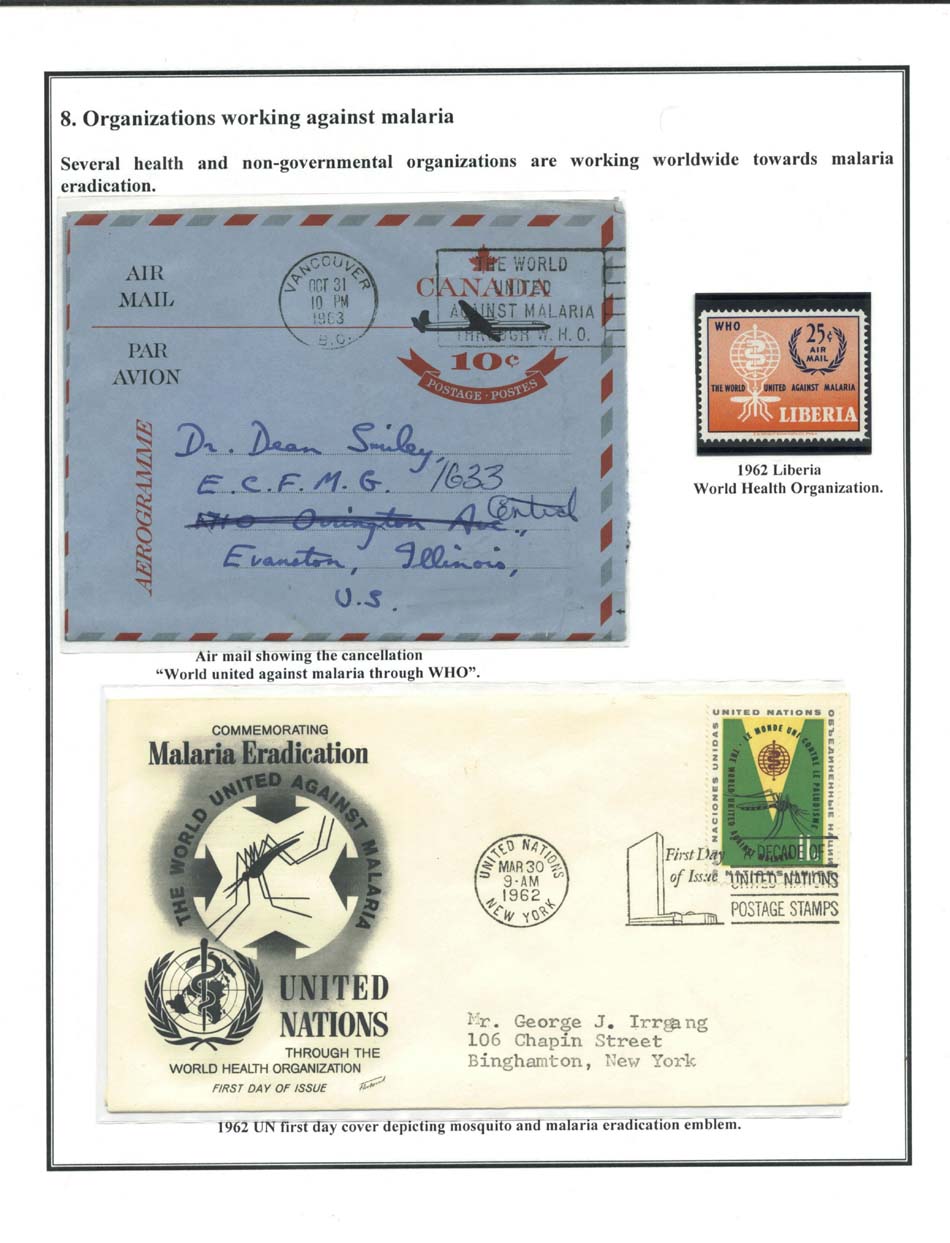 8. Organizations working against malaria
Several health and non-governmental organizations are working worldwide towards malaria
eradication.
AIR
MAIL
PAR
AVION
AEROGRAMME
VANCOUVER
OCT 31
10 PM
1963
B.C.
CANADA
10¢
POSTAGE · POSTES
THE WORLD
UNITED
AGAINST MALARIA
THROUGH W.H.O.
Dr. Dean Smiley,
E.C.F.M.G. 1633
Central
Orrington Ave.,
Evanston, Illinois,
U.S.
Air mail showing the cancellation
“World united against malaria through WHO”.
WHO
25¢
AIR
MAIL
THE WORLD UNITED AGAINST MALARIA
LIBERIA
1962 Liberia
World Health Organization.
COMMEMORATING
Malaria Eradication
THE WORLD UNITED AGAINST MALARIA
UNITED
NATIONS
THROUGH THE
WORLD HEALTH ORGANIZATION
FIRST DAY OF ISSUE
UNITED NATIONS
MAR 30
9-AM
1962
NEW YORK
First Day
of Issue
A DECADE OF
UNITED NATIONS
POSTAGE STAMPS
UNITED NATIONS
NACIONES UNIDAS
ОБЪЕДИНЕННЫЕ НАЦИИ
NATIONS UNIES
LE MONDE UNI CONTRE LE PALUDISME
THE WORLD UNITED AGAINST MALARIA
Mr. George J. Irrgang
106 Chapin Street
Binghamton, New York
1962 UN first day cover depicting mosquito and malaria eradication emblem.